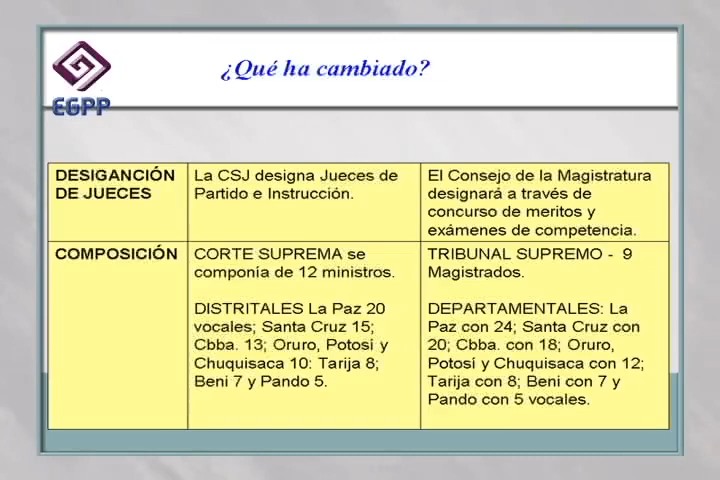 ¿Qué ha cambiado?
EGPP
DESIGANCIÓN
DE JUECES
La CSJ designa Jueces de
Partido e Instrucción.
El Consejo de la Magistratura
designará a través de
concurso de meritos y
exámenes de competencia.
COMPOSICIÓN
CORTE SUPREMA se
componía de 12 ministros.
DISTRITALES La Paz 20
vocales; Santa Cruz 15;
Cbba. 13; Oruro, Potosí y
Chuquisaca 10: Tarija 8;
Beni 7 y Pando 5.
TRIBUNAL SUPREMO - 9
Magistrados.
DEPARTAMENTALES: La
Paz con 24; Santa Cruz con
20; Cbba. con 18; Oruro,
Potosí y Chuquisaca con 12;
Tarija con 8; Beni con 7 y
Pando con 5 vocales.